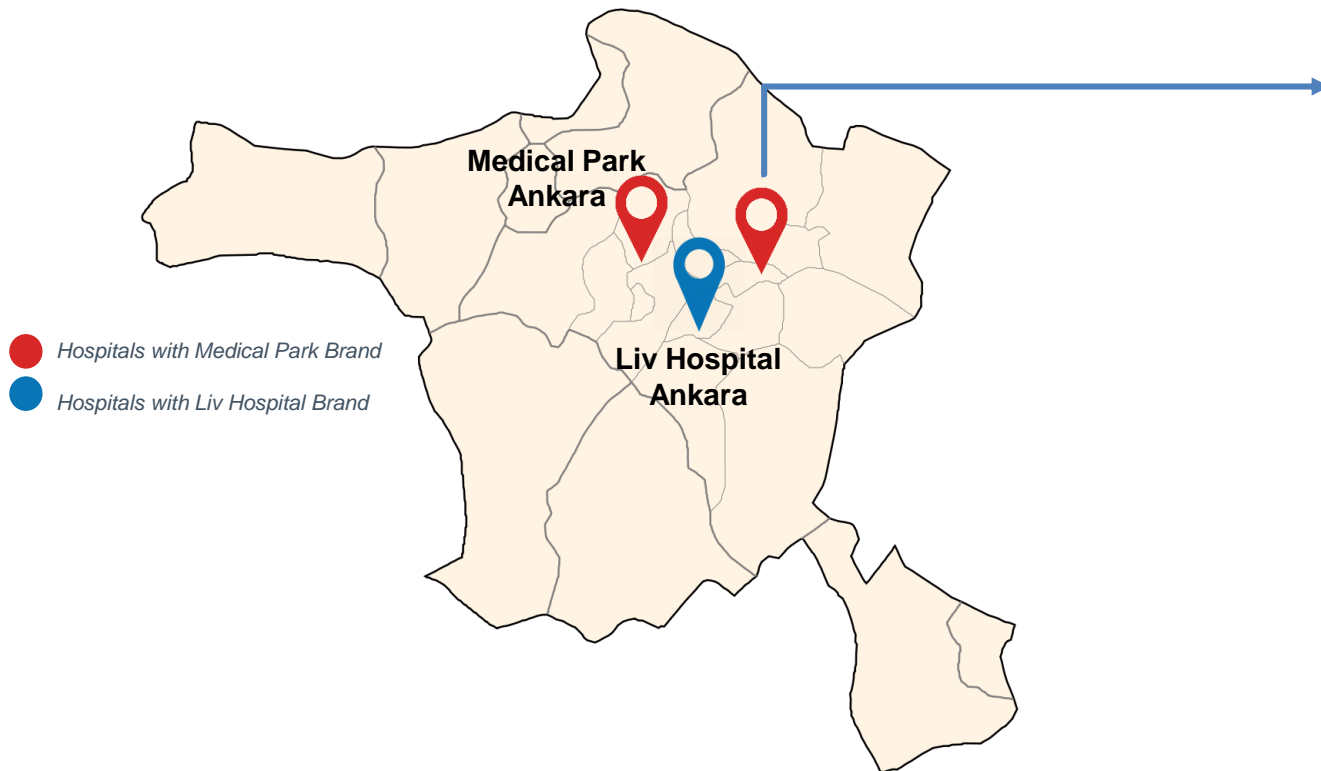 Medical Park
Ankara
Liv Hospital
Ankara
Hospitals with Medical Park Brand
Hospitals with Liv Hospital Brand